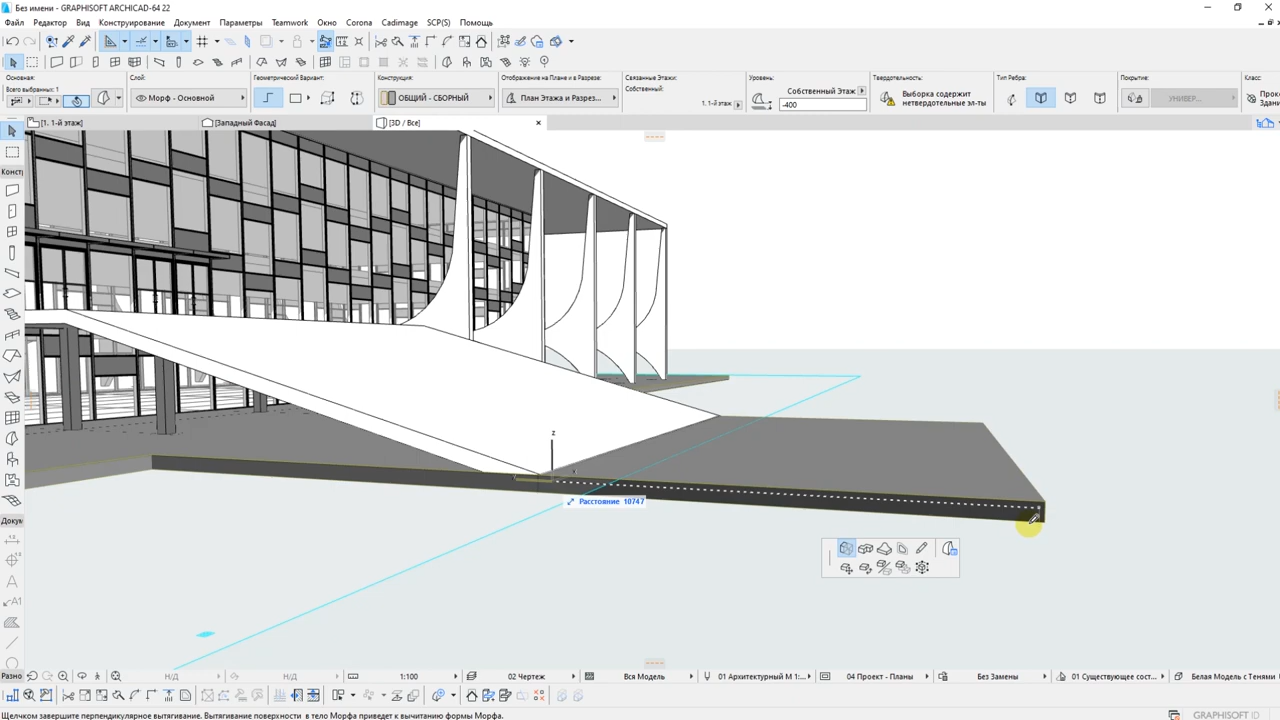 Без имени - GRAPHISOFT ARCHICAD-64 22
Файл Редактор Вид Конструирование Документ Параметры Teamwork Окно Corona Cadimage SCP(S) Помощь
Основная: Слой: Геометрический Вариант: Конструкция: Отображение на Плане и в Разрезе: Связанные Этажи: Уровень: Твердотельность: Тип Ребра: Покрытие: Класс:
Всего выбранных: 1
Морф - Основной
ОБЩИЙ - СБОРНЫЙ
План Этажа и Разрез...
Собственный:
1. 1-й этаж
Собственный Этаж
-400
Выборка содержит нетвердотельные эл-ты
УНИВЕР...
[1. 1-й этаж] [Западный Фасад] [3D / Все]
z
Расстояние 10747
A
A1
Разно
Н/Д Н/Д 1:100 02 Чертеж Вся Модель 01 Архитектурный М 1:... 04 Проект - Планы Без Замены 01 Существующее сост... Белая Модель с Тенями
Щелчком завершите перпендикулярное вытягивание. Вытягивание поверхности в тело Морфа приведет к вычитанию формы Морфа.
GRAPHISOFT ID